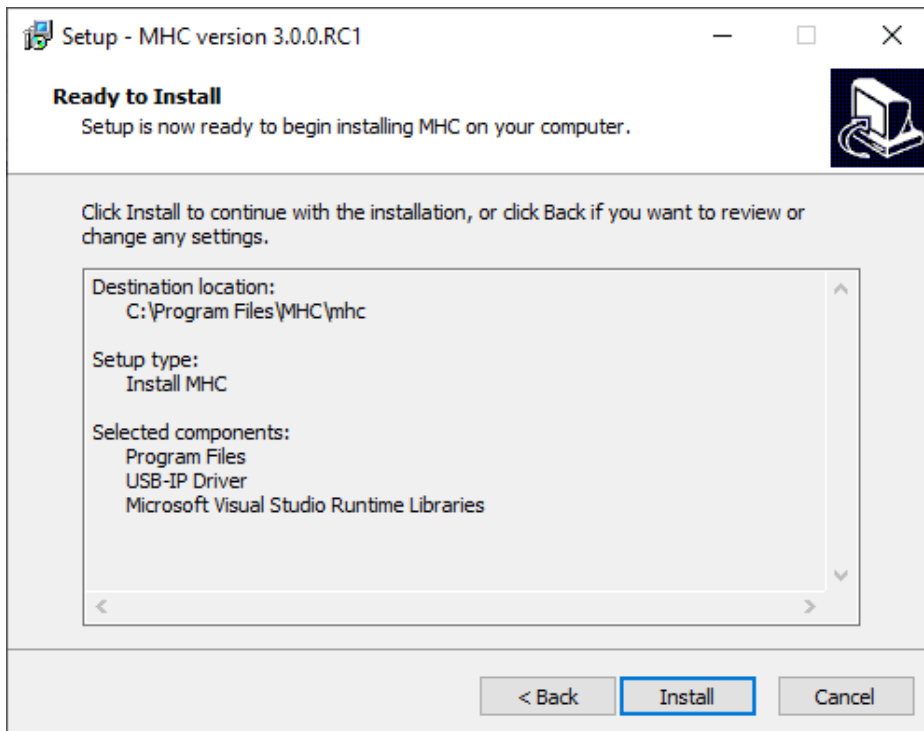 Setup - MHC version 3.0.0.RC1
Ready to Install
Setup is now ready to begin installing MHC on your computer.
Click Install to continue with the installation, or click Back if you want to review or
change any settings.
Destination location:
C:\Program Files\MHC\mhc
Setup type:
Install MHC
Selected components:
Program Files
USB-IP Driver
Microsoft Visual Studio Runtime Libraries
< Back
Install
Cancel